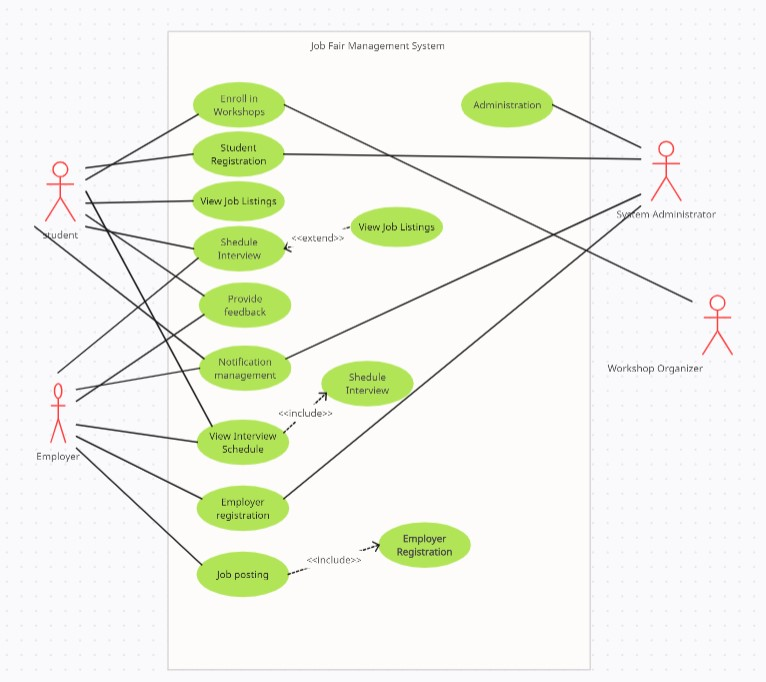 Job Fair Management System
Enroll in
Workshops
Administration
Student
Registration
View Job Listings
System Administrator
student
Shedule
Interview
<<extend>>
View Job Listings
Provide
feedback
Notification
management
Workshop Organizer
Shedule
Interview
<<include>>
View Interview
Schedule
Employer
Employer
registration
Employer
Registration
<<Include>>
Job posting